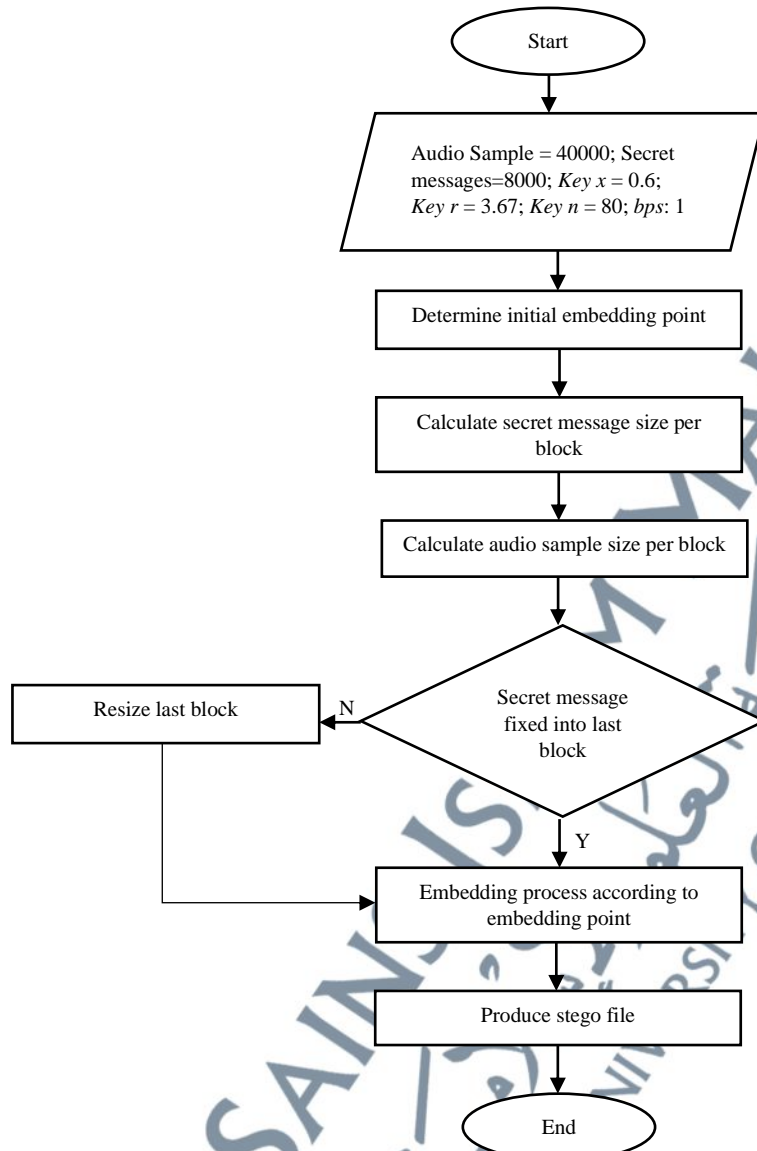 Start
Audio Sample = 40000; Secret
messages=8000; Key x = 0.6;
Key r = 3.67; Key n = 80; bps: 1
Determine initial embedding point
Calculate secret message size per
block
Calculate audio sample size per block
Secret message
fixed into last
block
N
Resize last block
Y
Embedding process according to
embedding point
Produce stego file
End
SAINS